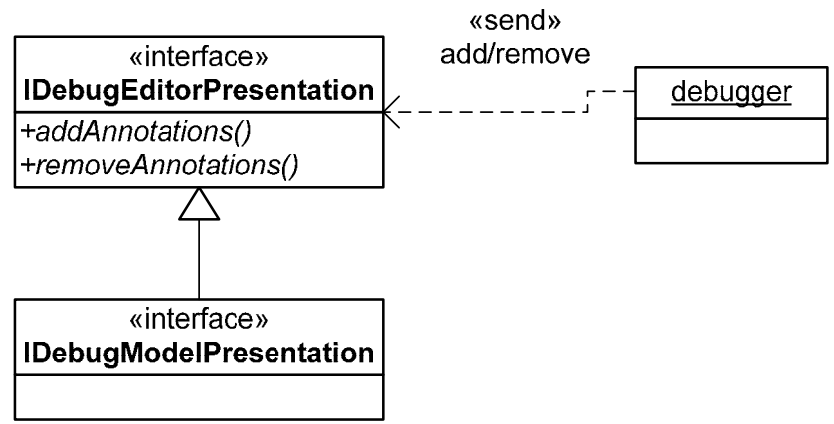 «interface»
IDebugEditorPresentation
+addAnnotations()
+removeAnnotations()
«send»
add/remove
debugger
«interface»
IDebugModelPresentation